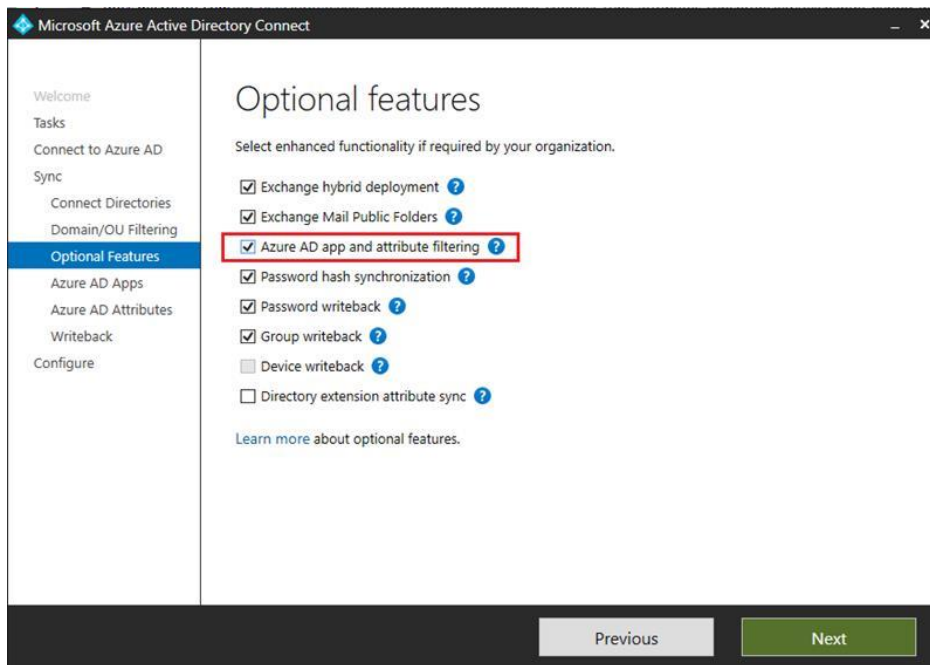 Microsoft Azure Active Directory Connect
Welcome
Tasks
Connect to Azure AD
Sync
Connect Directories
Domain/OU Filtering
Optional Features
Azure AD Apps
Azure AD Attributes
Writeback
Configure
Optional features
Select enhanced functionality if required by your organization.
Exchange hybrid deployment ?
Exchange Mail Public Folders ?
Azure AD app and attribute filtering ?
Password hash synchronization ?
Password writeback ?
Group writeback ?
Device writeback ?
Directory extension attribute sync ?
Learn more about optional features.
Previous
Next